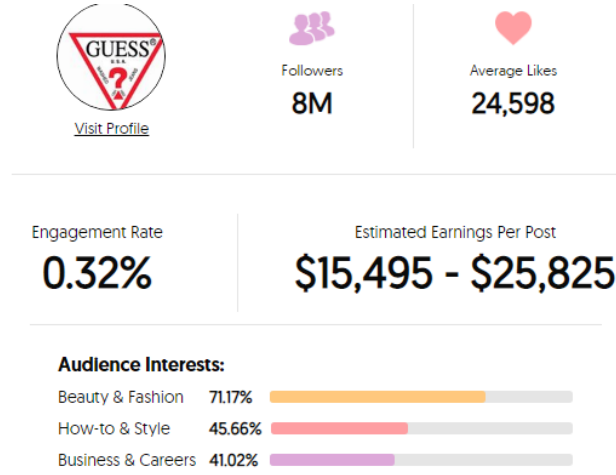 GUESS®
U.S.A.
?
Visit Profile
Followers
8M
Average Likes
24,598
Engagement Rate
0.32%
Estimated Earnings Per Post
$15,495 - $25,825
Audience Interests:
Beauty & Fashion 71.17%
How-to & Style 45.66%
Business & Careers 41.02%